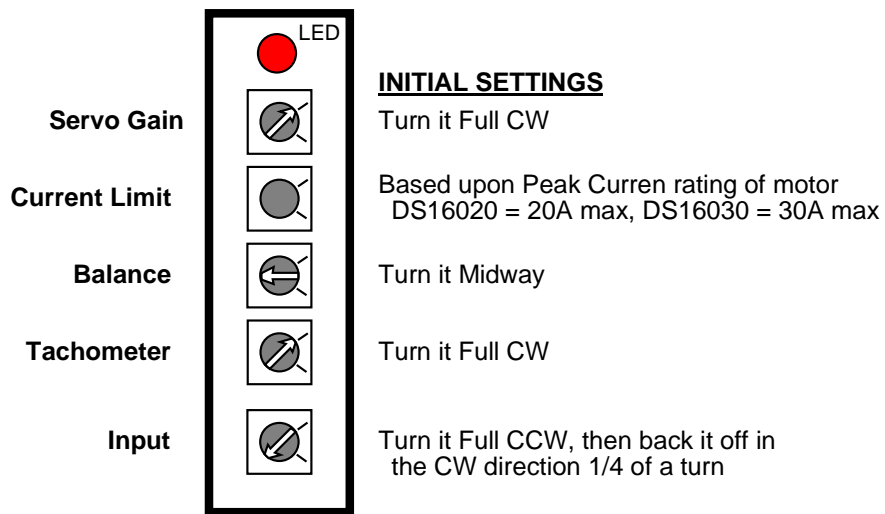 LED
INITIAL SETTINGS
Servo Gain Turn it Full CW
Current Limit Based upon Peak Curren rating of motor
DS16020 = 20A max, DS16030 = 30A max
Balance Turn it Midway
Tachometer Turn it Full CW
Input Turn it Full CCW, then back it off in
the CW direction 1/4 of a turn